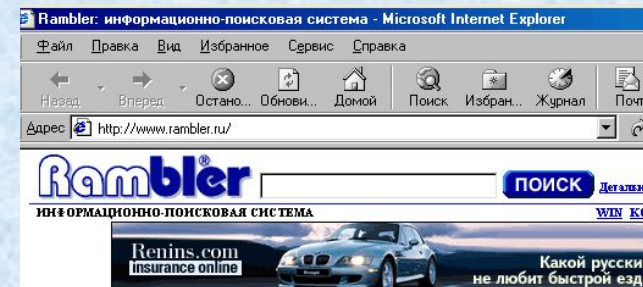 Rambler: информационно-поисковая система - Microsoft Internet Explorer
Файл Правка Вид Избранное Сервис Справка
Назад Вперед Остано... Обнови... Домой Поиск Избран... Журнал
Адрес http://www.rambler.ru/
Rambler® ПОИСК
ИНФОРМАЦИОННО-ПОИСКОВАЯ СИСТЕМА WIN
Renins.com
insurance online
Какой русски
не любит быстрой езд